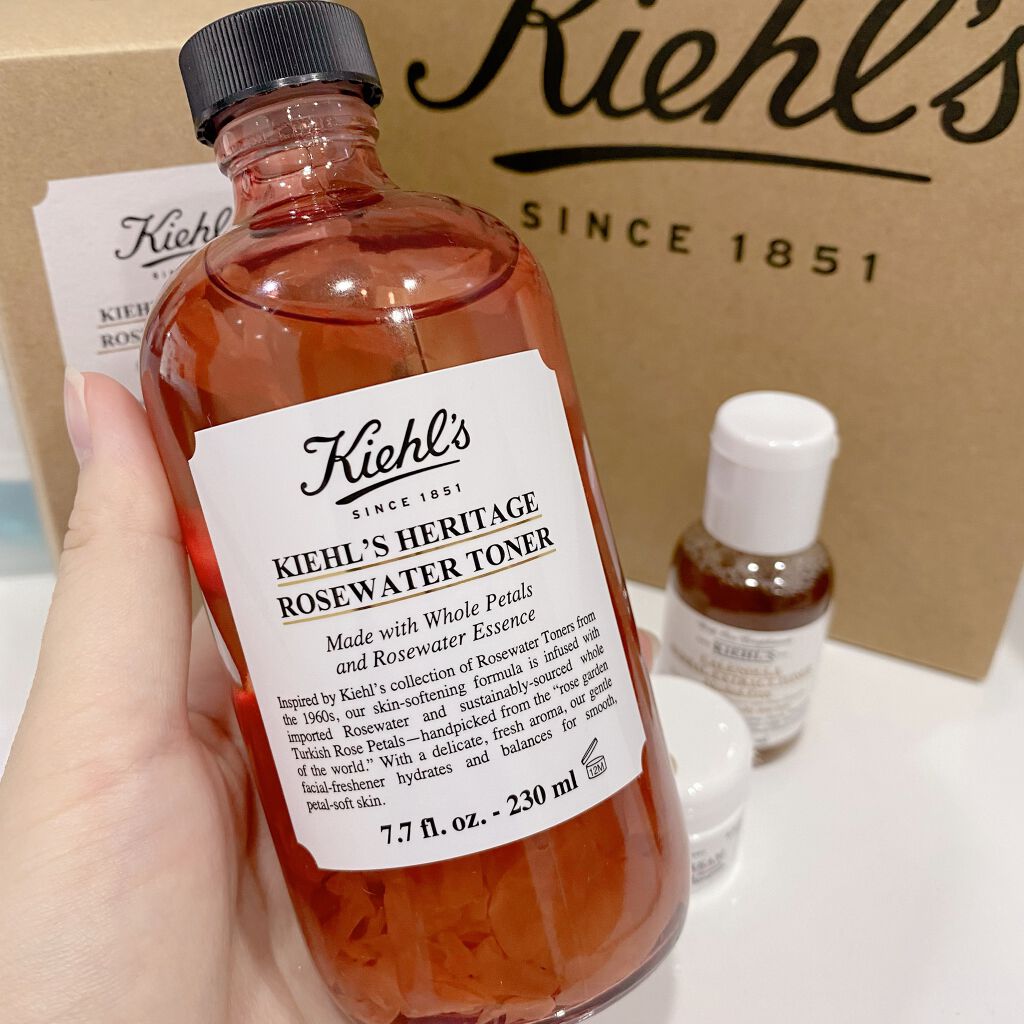 Kiehl's
SINCE 1851
Kiehl
KIEH
ROS
Kiehl's
SINCE 1851
KIEHL'S HERITAGE
ROSEWATER TONER
Made with Whole Petals
and Rosewater Essence
Inspired by Kiehl's collection of Rosewater Toners from
the 1960s, our skin-softening formula is infused with
imported Rosewater and sustainably-sourced whole
Turkish Rose Petals—handpicked from the "rose garden
of the world." With a delicate, fresh aroma, our gentle
facial-freshener hydrates and balances for smooth,
petal-soft skin.
7.7 fl. oz. - 230 ml
12M
KIEHL'S
CALENDULA